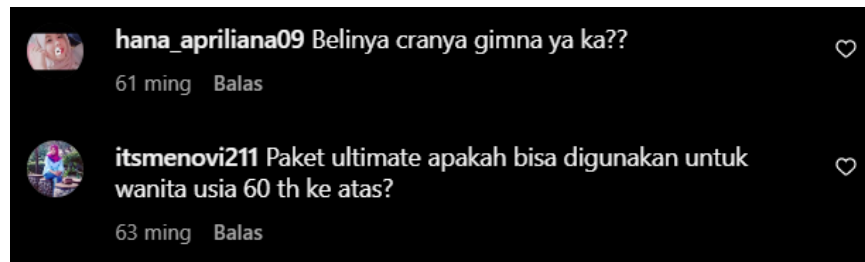 hana_apriliana09 Belinya cranya gimna ya ka??
61 ming Balas
itsmenovi211 Paket ultimate apakah bisa digunakan untuk
wanita usia 60 th ke atas?
63 ming Balas